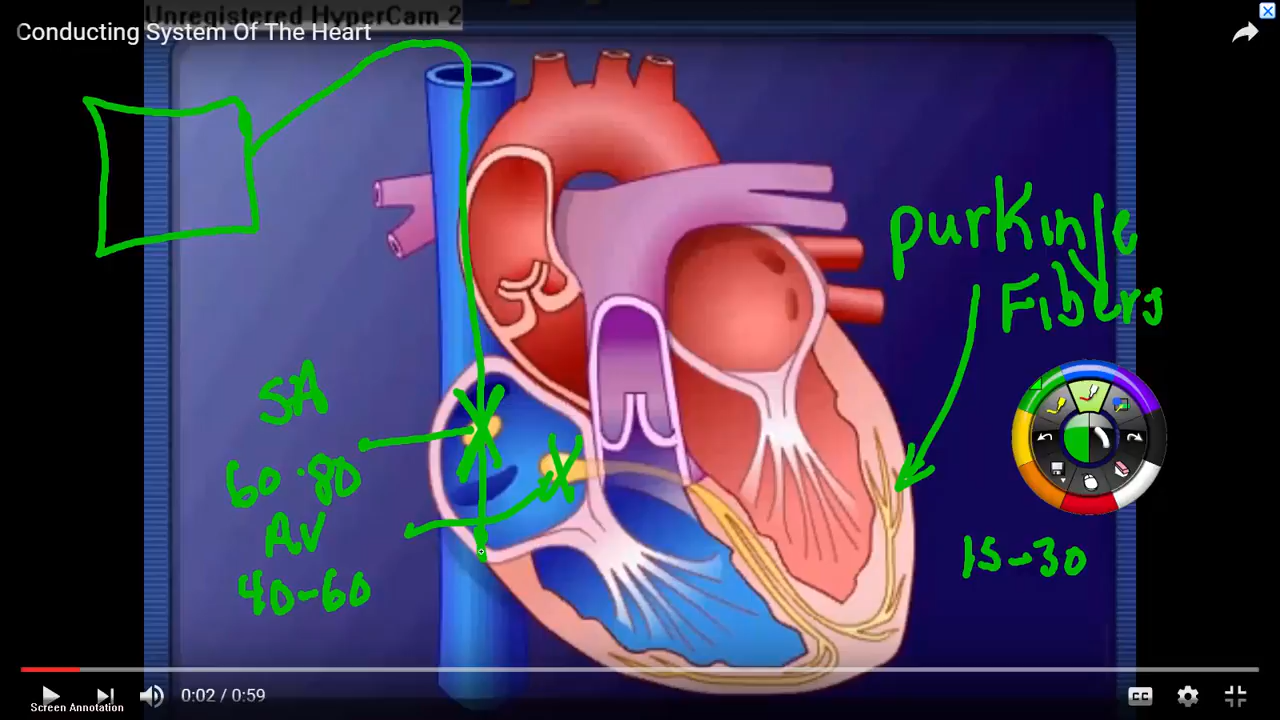 Unregistered HyperCam 2
Conducting System Of The Heart
purkinje
Fibers
SA
60-80
AV
40-60
15-30
0:02 / 0:59
CC
Screen Annotation